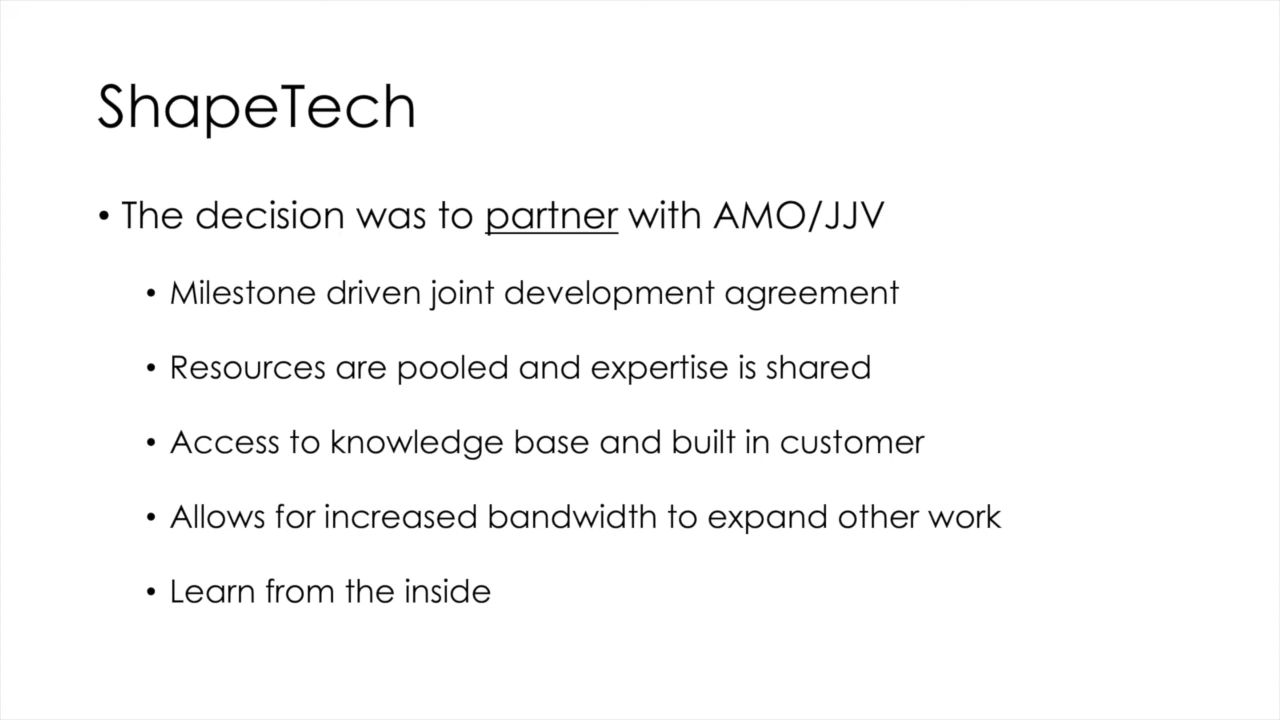 ShapeTech
• The decision was to partner with AMO/JJV
• Milestone driven joint development agreement
• Resources are pooled and expertise is shared
• Access to knowledge base and built in customer
• Allows for increased bandwidth to expand other work
• Learn from the inside